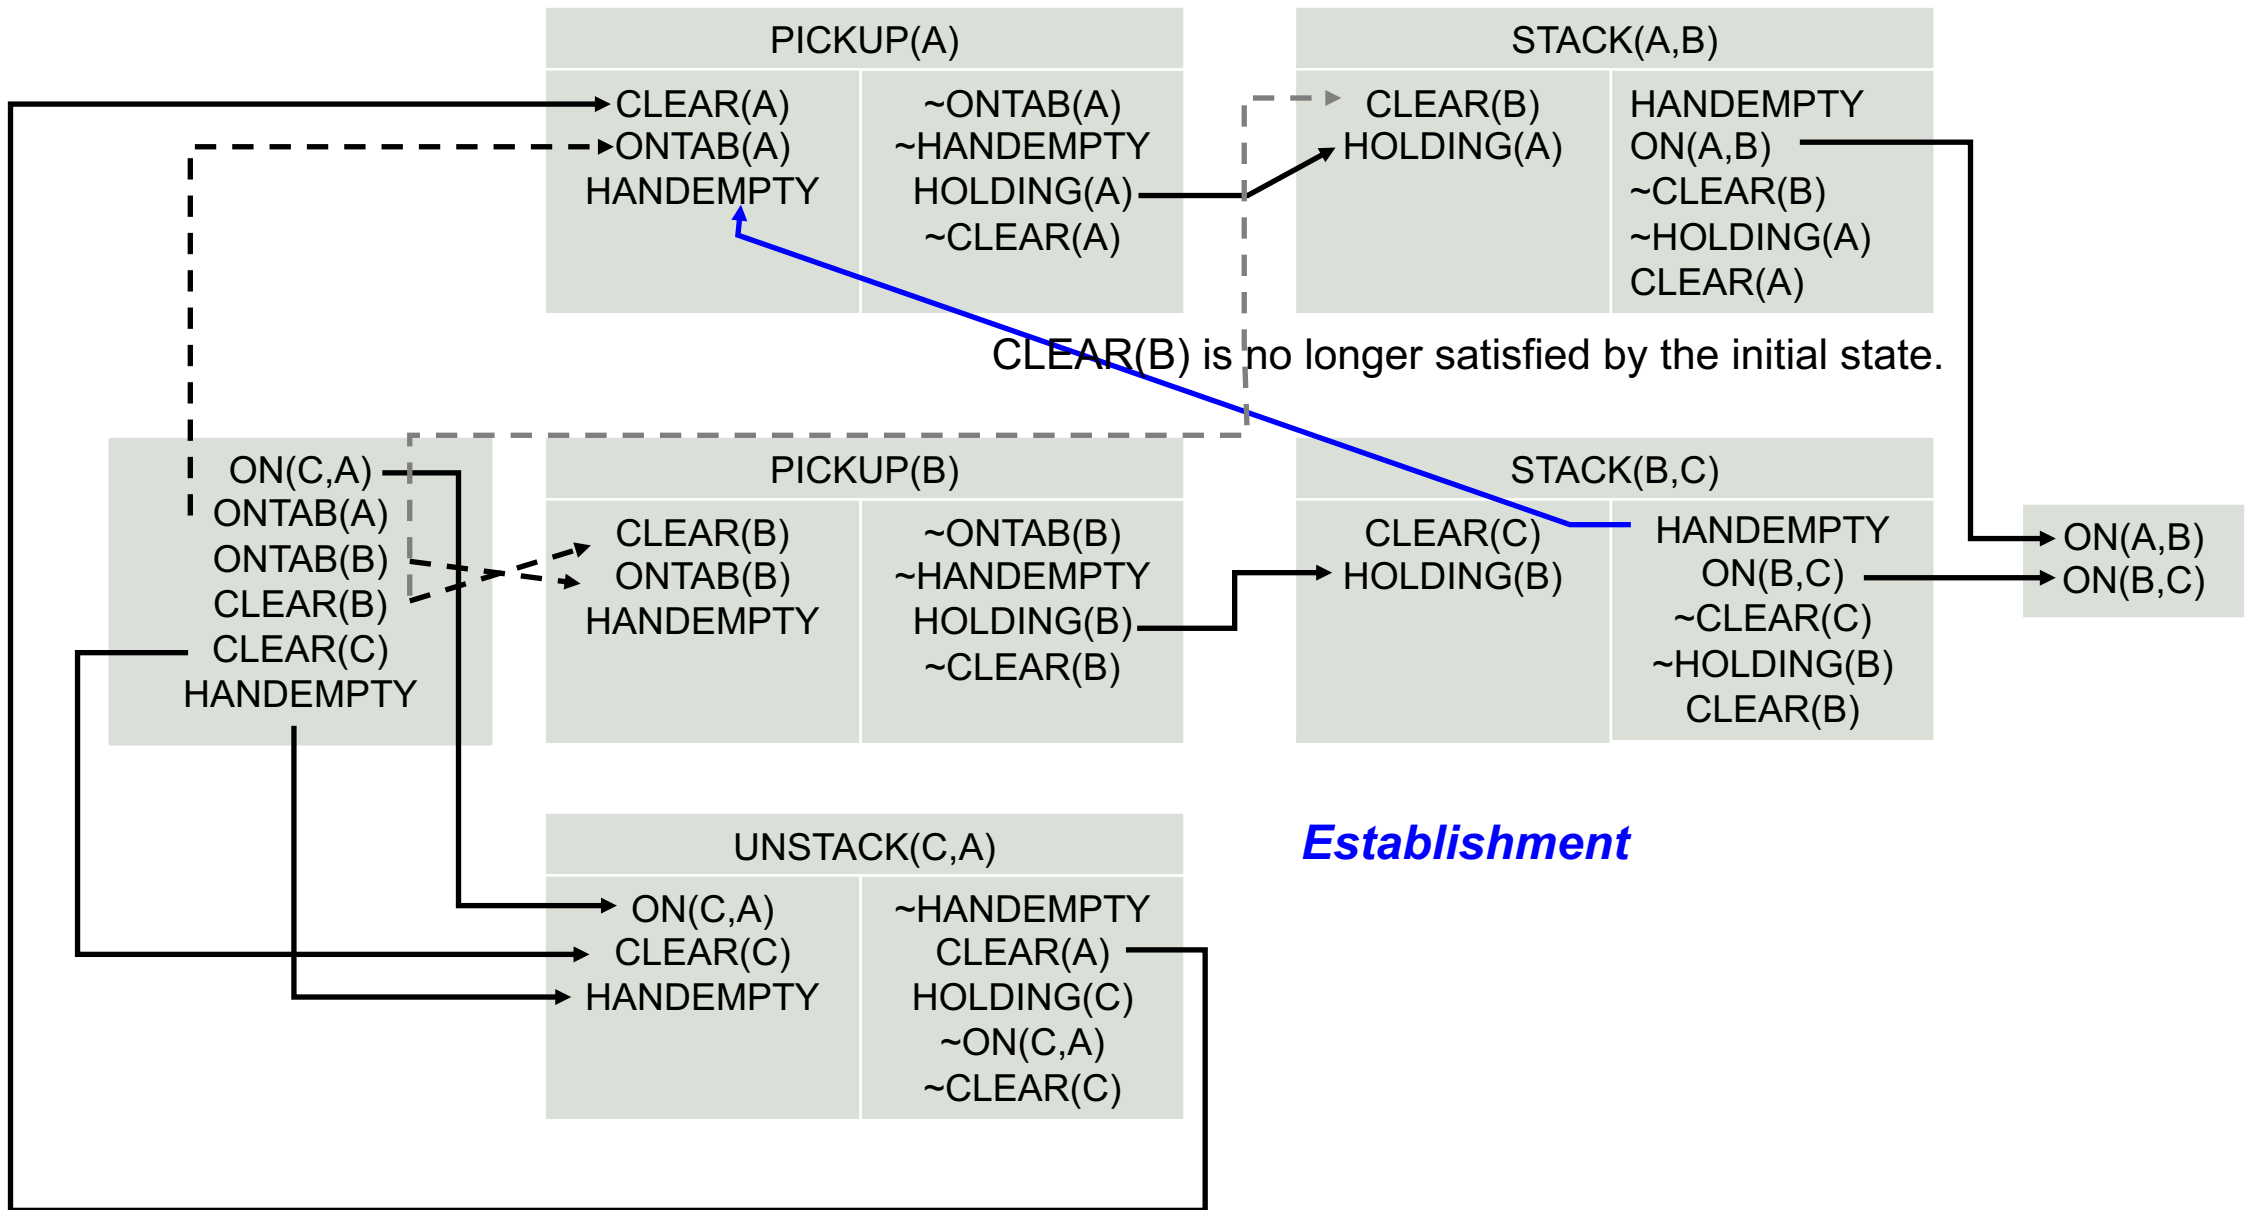 PICKUP(A)
CLEAR(A)
ONTAB(A)
HANDEMPTY
~ONTAB(A)
~HANDEMPTY
HOLDING(A)
~CLEAR(A)
STACK(A,B)
CLEAR(B)
HOLDING(A)
HANDEMPTY
ON(A,B)
~CLEAR(B)
~HOLDING(A)
CLEAR(A)
CLEAR(B) is no longer satisfied by the initial state.
ON(C,A)
ONTAB(A)
ONTAB(B)
CLEAR(B)
CLEAR(C)
HANDEMPTY
PICKUP(B)
CLEAR(B)
ONTAB(B)
HANDEMPTY
~ONTAB(B)
~HANDEMPTY
HOLDING(B)
~CLEAR(B)
STACK(B,C)
CLEAR(C)
HOLDING(B)
HANDEMPTY
ON(B,C)
~CLEAR(C)
~HOLDING(B)
CLEAR(B)
ON(A,B)
ON(B,C)
UNSTACK(C,A)
ON(C,A)
CLEAR(C)
HANDEMPTY
~HANDEMPTY
CLEAR(A)
HOLDING(C)
~ON(C,A)
~CLEAR(C)
Establishment